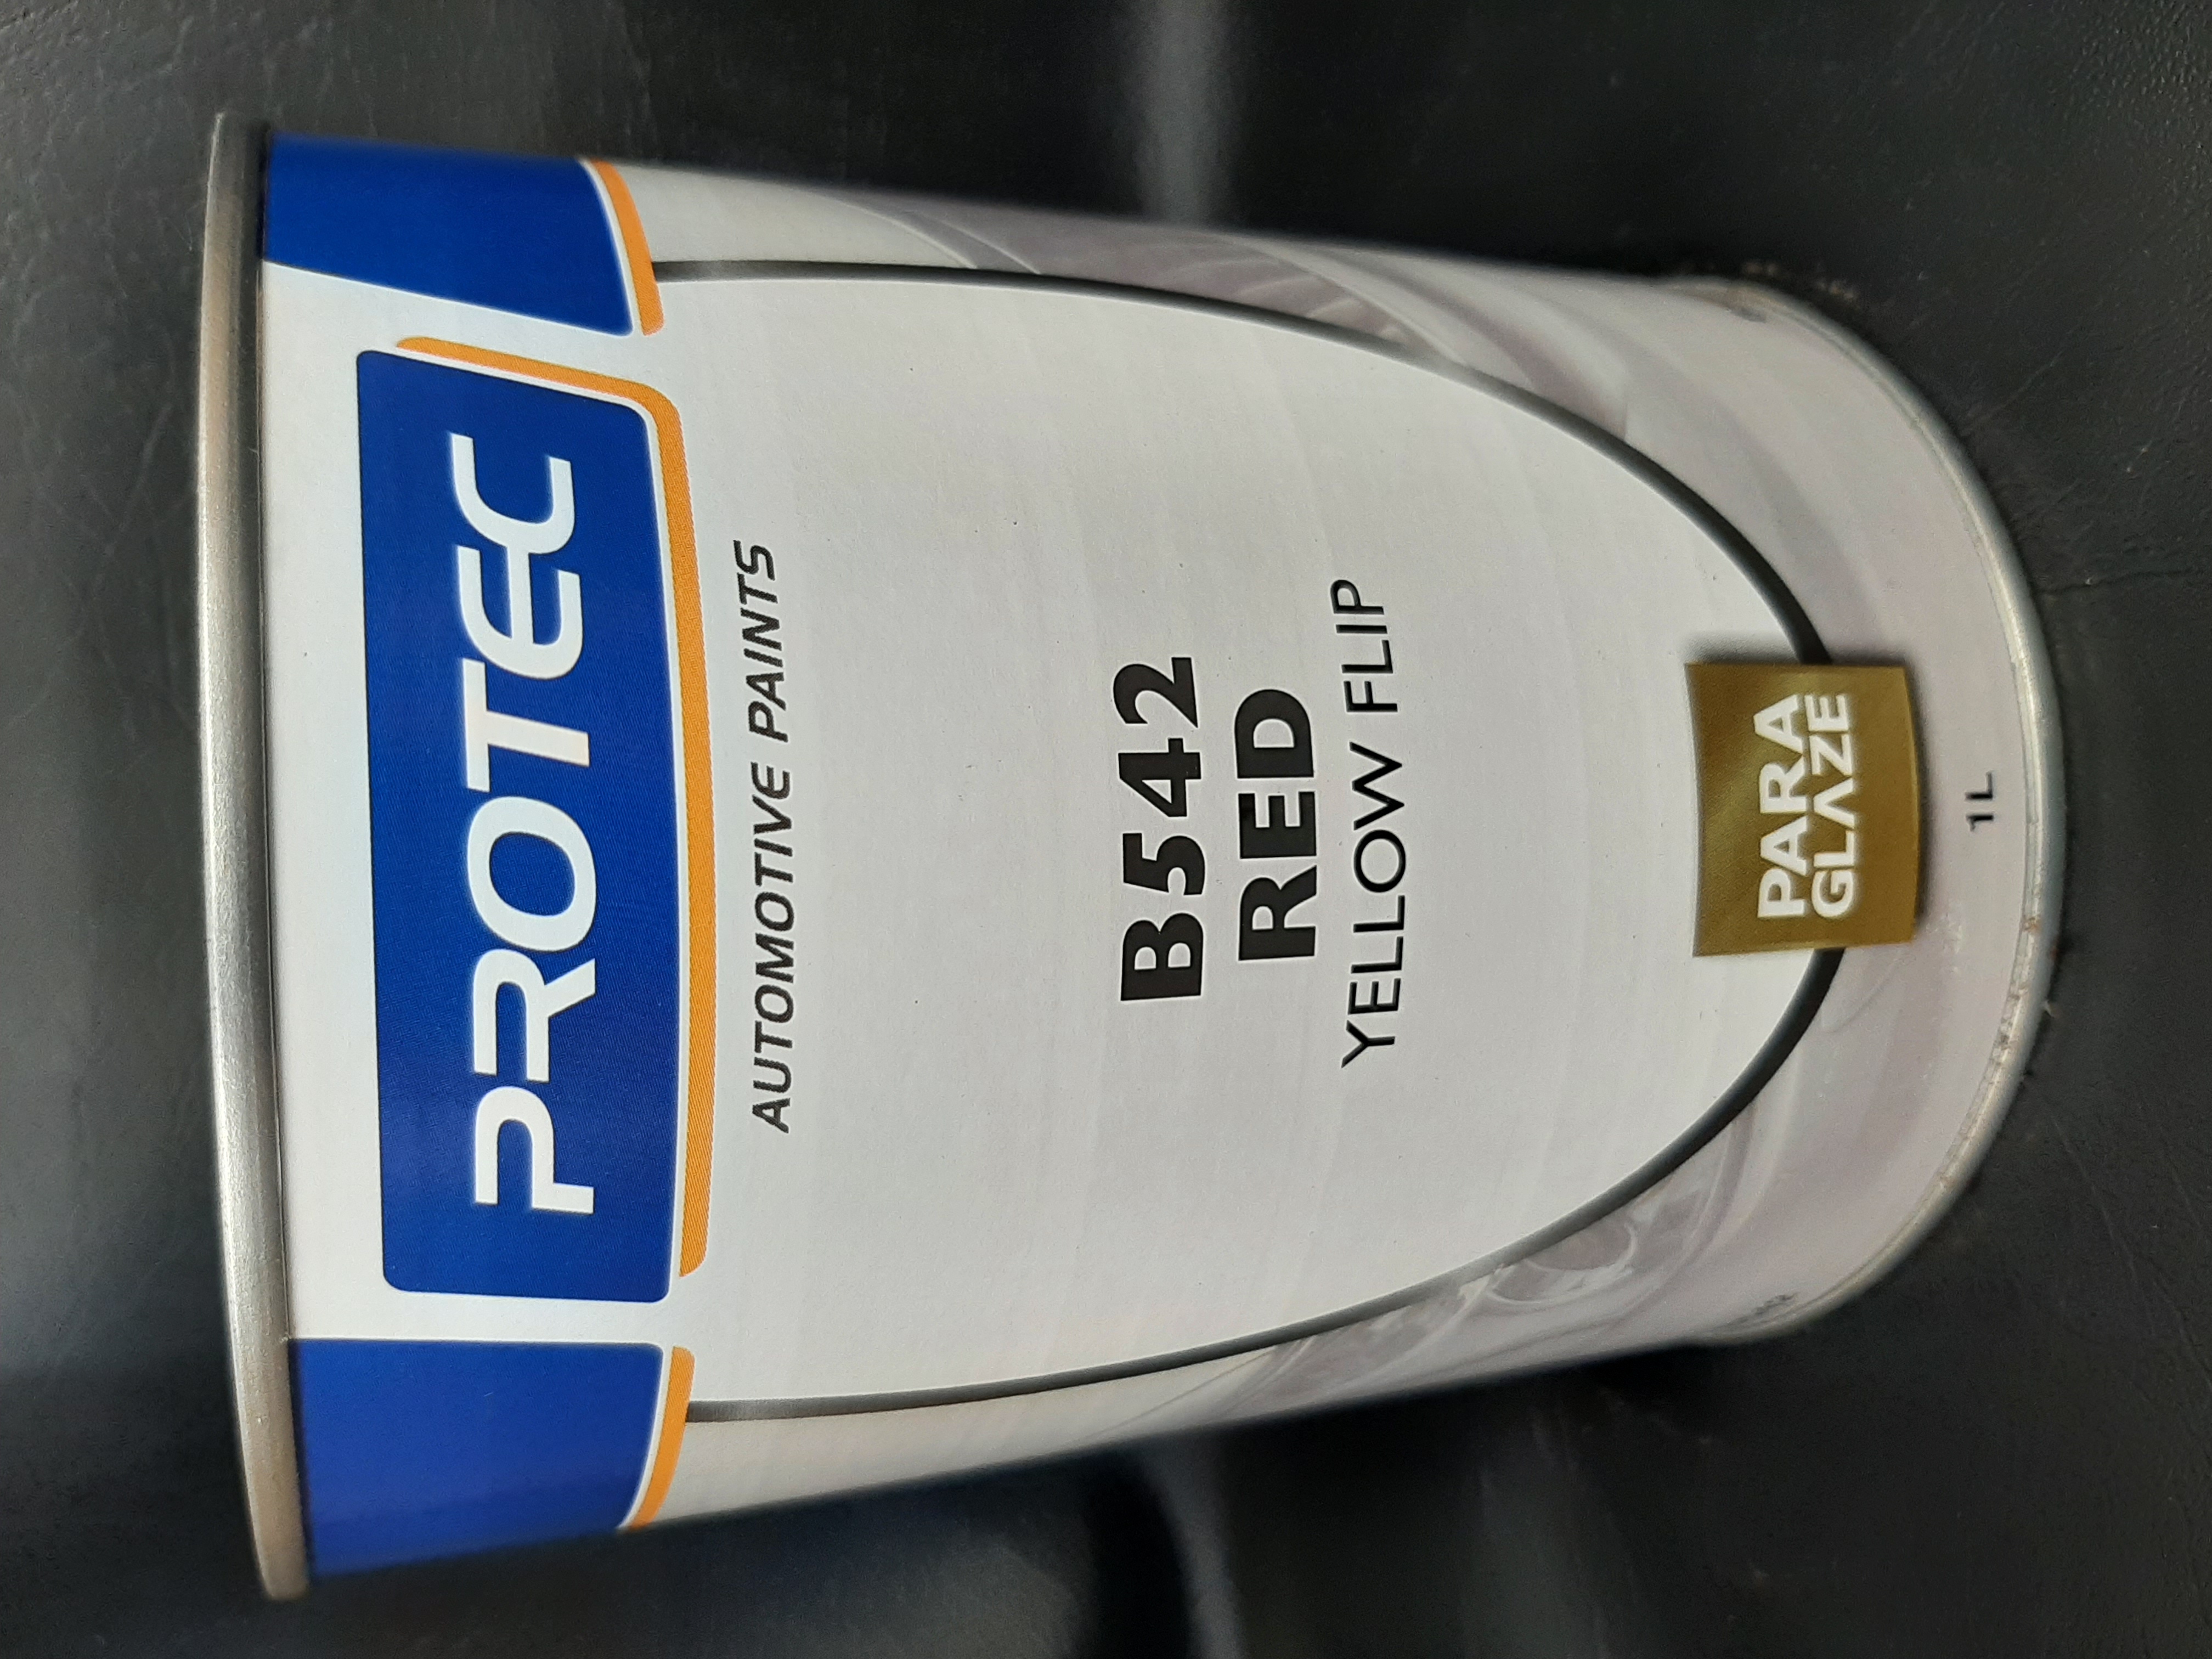 PROTEC
AUTOMOTIVE PAINTS
B542
RED
YELLOW FLIP
PARA
GLAZE
1L